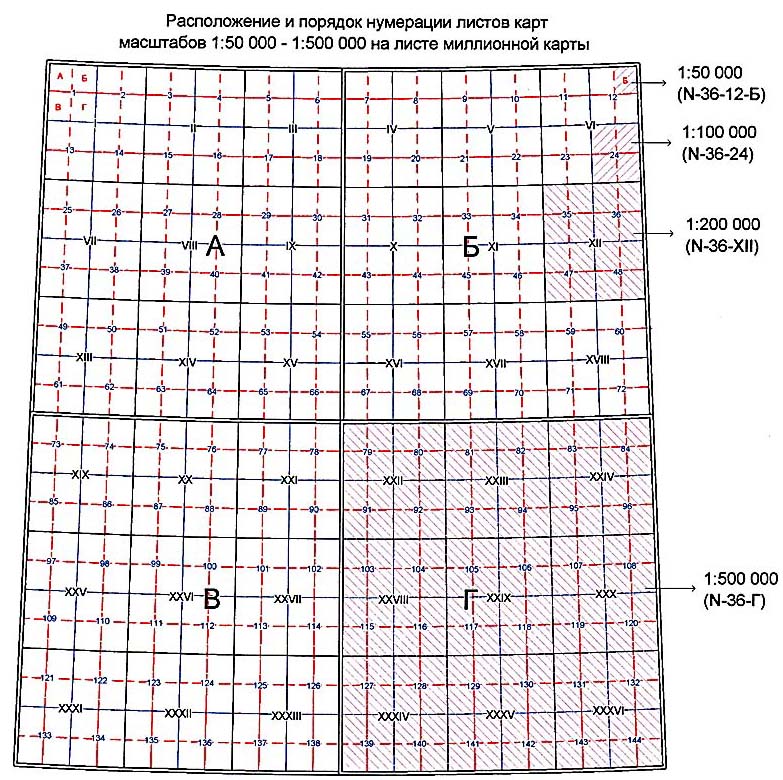 Расположение и порядок нумерации листов карт
масштабов 1:50 000 - 1:500 000 на листе миллионной карты
А Б Б
1 2 3 4 5 6 7 8 9 10 11 12
В Г
1:50 000
(N-36-12-Б)
II III IV V VI
13 14 15 16 17 18 19 20 21 22 23 24
1:100 000
(N-36-24)
25 26 27 28 29 30 31 32 33 34 35 36
VII VIII А IX X Б XI XII
1:200 000
(N-36-XII)
37 38 39 40 41 42 43 44 45 46 47 48
49 50 51 52 53 54 55 56 57 58 59 60
XIII XIV XV XVI XVII XVIII
61 62 63 64 65 66 67 68 69 70 71 72
73 74 75 76 77 78 79 80 81 82 83 84
XIX XX XXI XXII XXIII XXIV
85 86 87 88 89 90 91 92 93 94 95 96
97 98 99 100 101 102 103 104 105 106 107 108
XXV XXVI В XXVII XXVIII Г XXIX XXX
1:500 000
(N-36-Г)
109 110 111 112 113 114 115 116 117 118 119 120
121 122 123 124 125 126 127 128 129 130 131 132
XXXI XXXII XXXIII XXXIV XXXV XXXVI
133 134 135 136 137 138 139 140 141 142 143 144